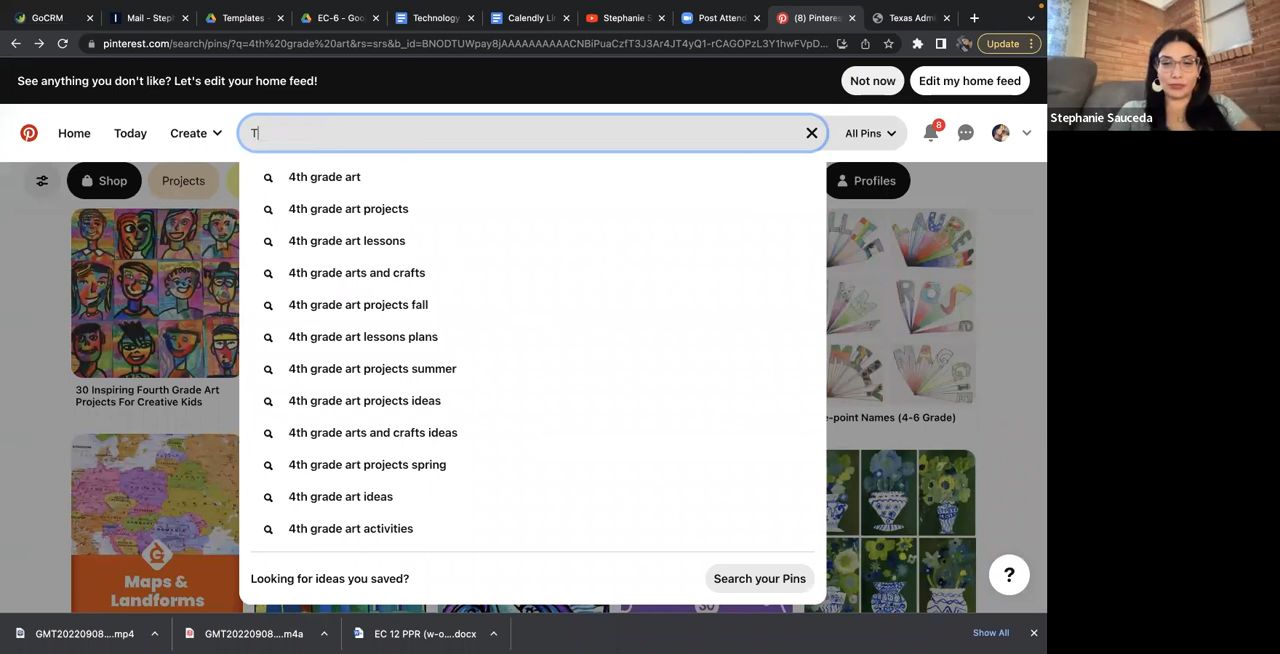 GoCRM
Mail - Step
Templates -
EC-6 - Goo
Technology
Calendly Li
Stephanie S
Post Attend
(8) Pinteres
Texas Admi
pinterest.com/search/pins/?q=4th%20grade%20art&rs=srs&b_id=BNODTUWpay8jAAAAAAAAAACNBiPuaCzfT3J3Ar4JT4yQ1-rCAGOPzL3Y1hwFVpD...
Update
See anything you don't like? Let's edit your home feed!
Not now
Edit my home feed
Stephanie Sauceda
Home
Today
Create
T
All Pins
8
Shop
Projects
Profiles
4th grade art
4th grade art projects
4th grade art lessons
4th grade arts and crafts
4th grade art projects fall
4th grade art lessons plans
4th grade art projects summer
4th grade art projects ideas
4th grade arts and crafts ideas
4th grade art projects spring
4th grade art ideas
4th grade art activities
Looking for ideas you saved?
Search your Pins
30 Inspiring Fourth Grade Art
Projects For Creative Kids
e-point Names (4-6 Grade)
Maps &
Landforms
30
?
GMT20220908....mp4
GMT20220908....m4a
EC 12 PPR (w-o....docx
Show All